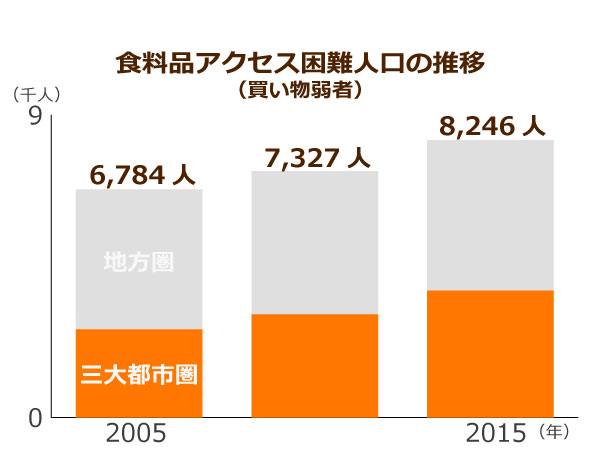 食料品アクセス困難人口の推移
（買い物弱者）
（千人）
9
6,784 人
7,327 人
8,246 人
地方圏
三大都市圏
0
2005
2015 （年）